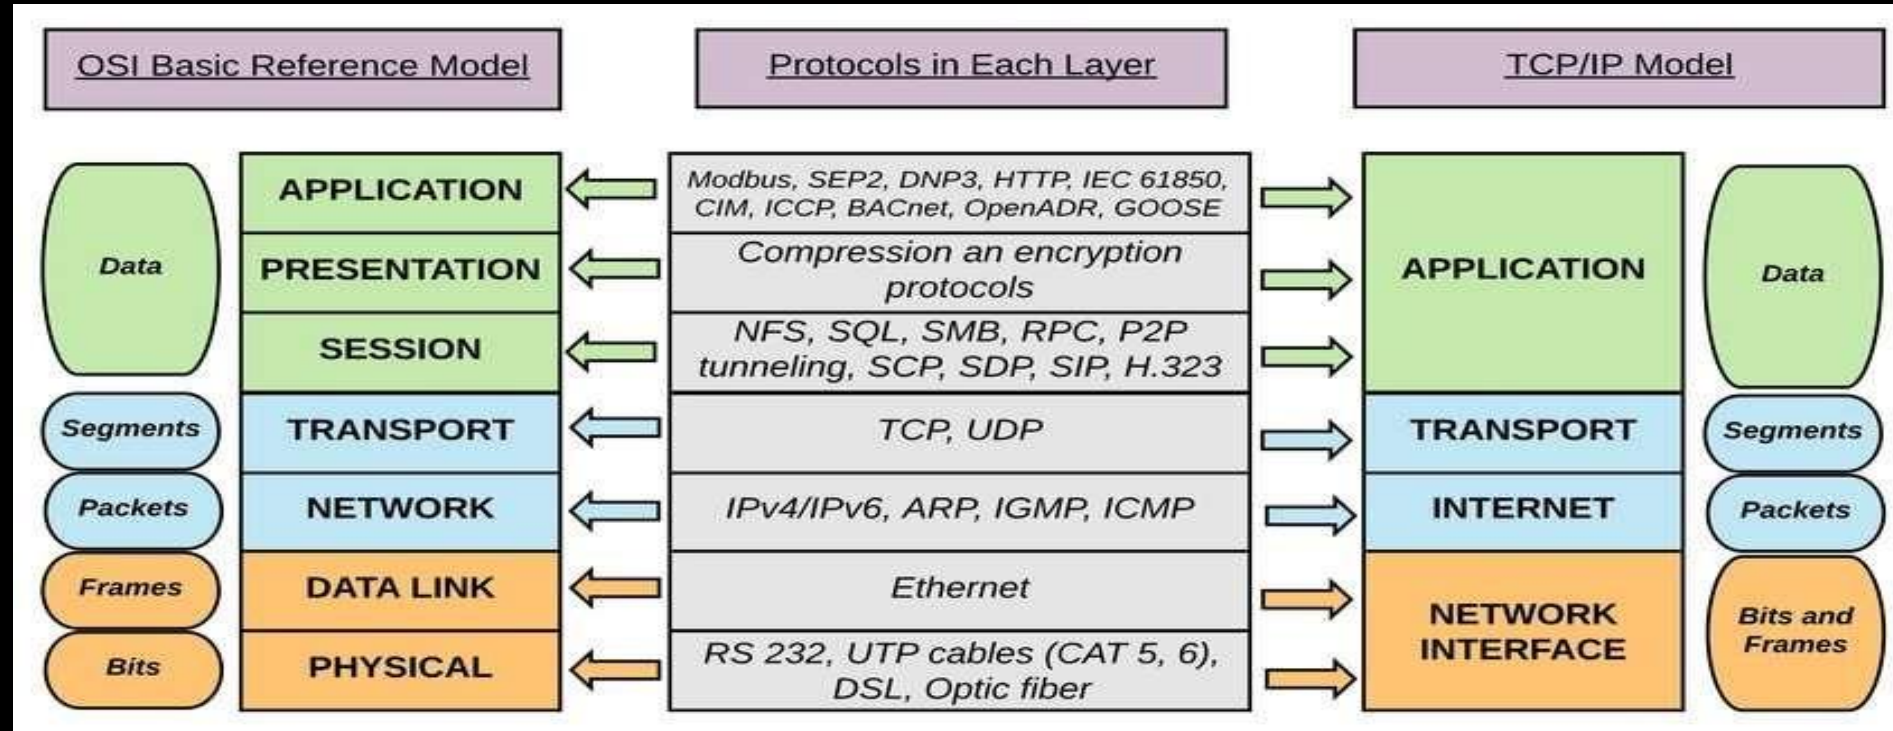 OSI Basic Reference Model
Protocols in Each Layer
TCP/IP Model
Data
APPLICATION
PRESENTATION
SESSION
Modbus, SEP2, DNP3, HTTP, IEC 61850,
CIM, ICCP, BACnet, OpenADR, GOOSE
Compression an encryption
protocols
NFS, SQL, SMB, RPC, P2P
tunneling, SCP, SDP, SIP, H.323
APPLICATION
Data
Segments
TRANSPORT
TCP, UDP
TRANSPORT
Segments
Packets
NETWORK
IPv4/IPv6, ARP, IGMP, ICMP
INTERNET
Packets
Frames
DATA LINK
Ethernet
Bits
PHYSICAL
RS 232, UTP cables (CAT 5, 6),
DSL, Optic fiber
NETWORK
INTERFACE
Bits and
Frames